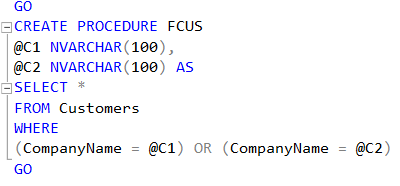 GO
CREATE PROCEDURE FCUS
@C1 NVARCHAR(100),
@C2 NVARCHAR(100) AS
SELECT *
FROM Customers
WHERE
(CompanyName = @C1) OR (CompanyName = @C2)
GO